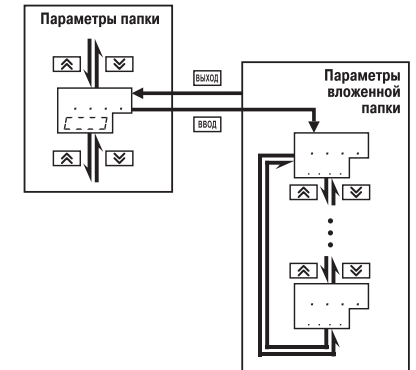 Параметры папки
ВЫХОД
ВВОД
Параметры
вложенной
папки